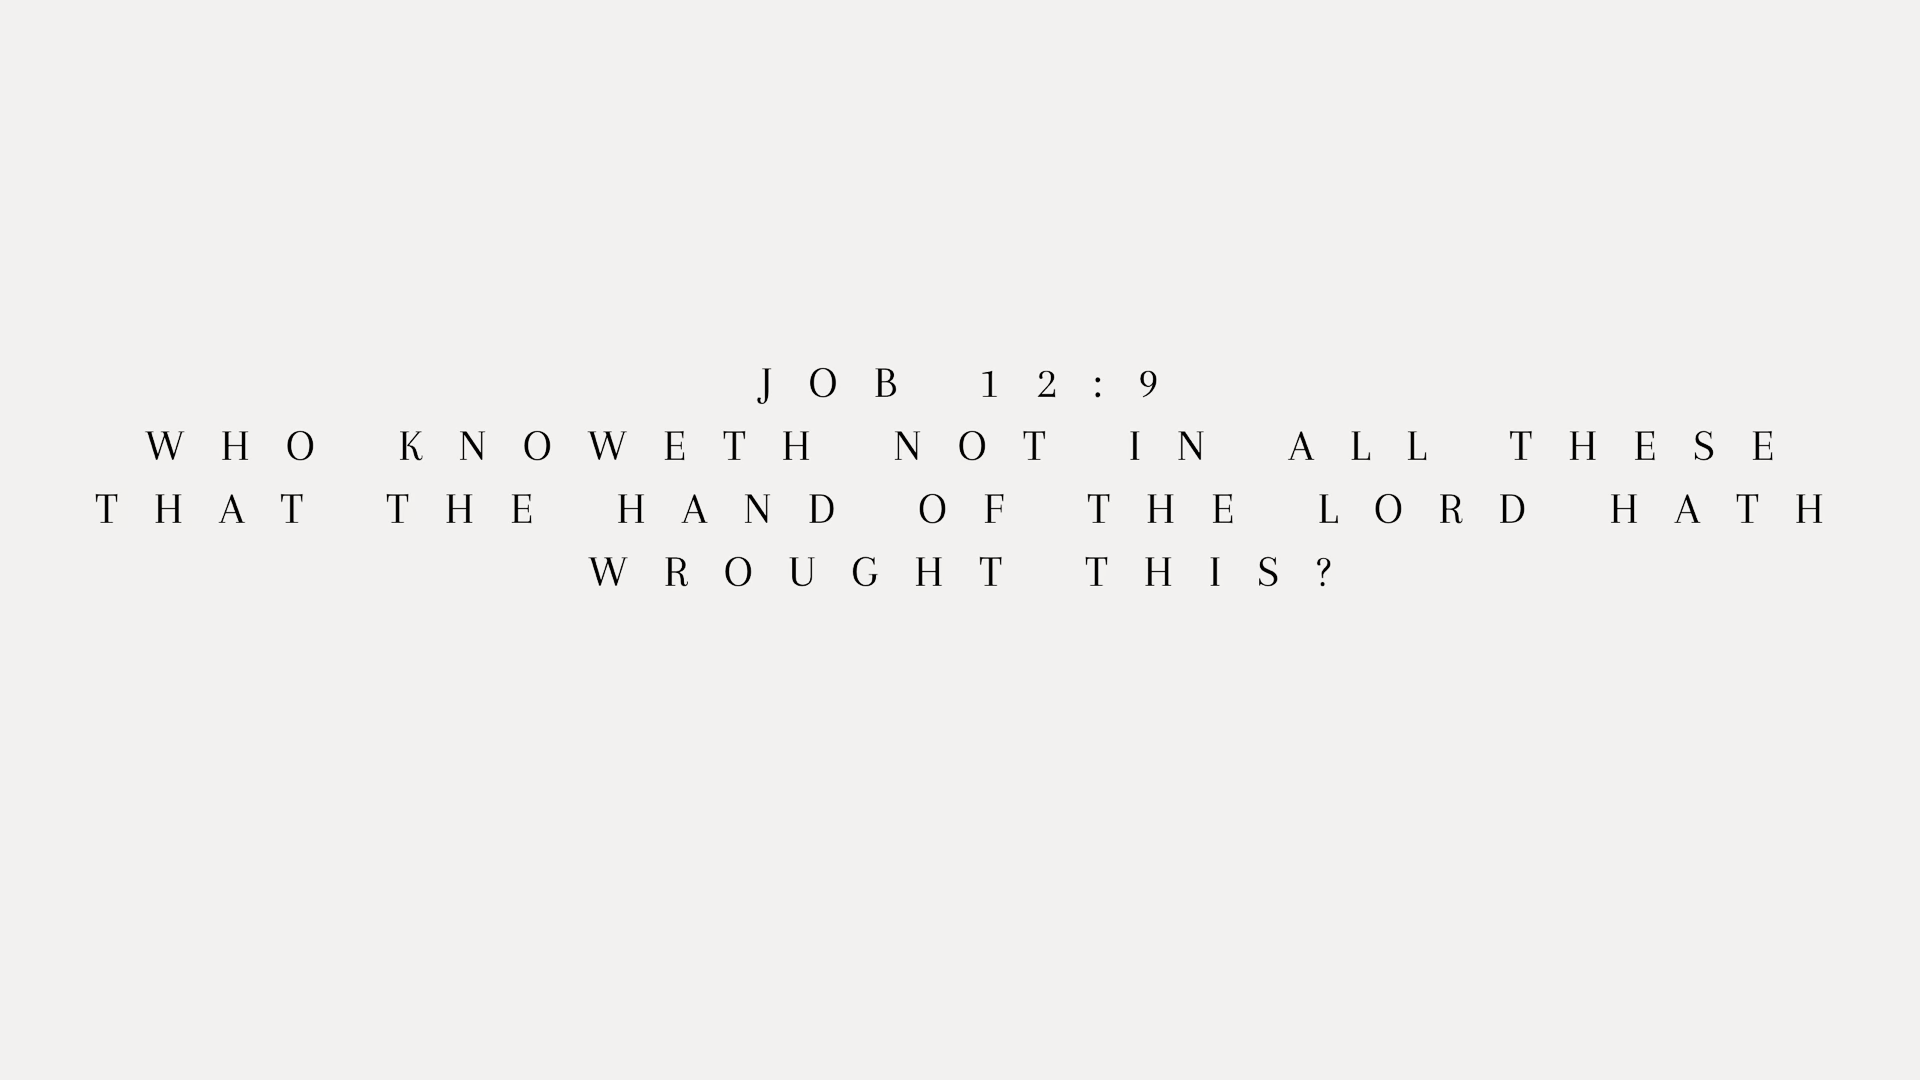 JOB 12:9
WHO KNOWETH NOT IN ALL THESE
THAT THE HAND OF THE LORD HATH
WROUGHT THIS?